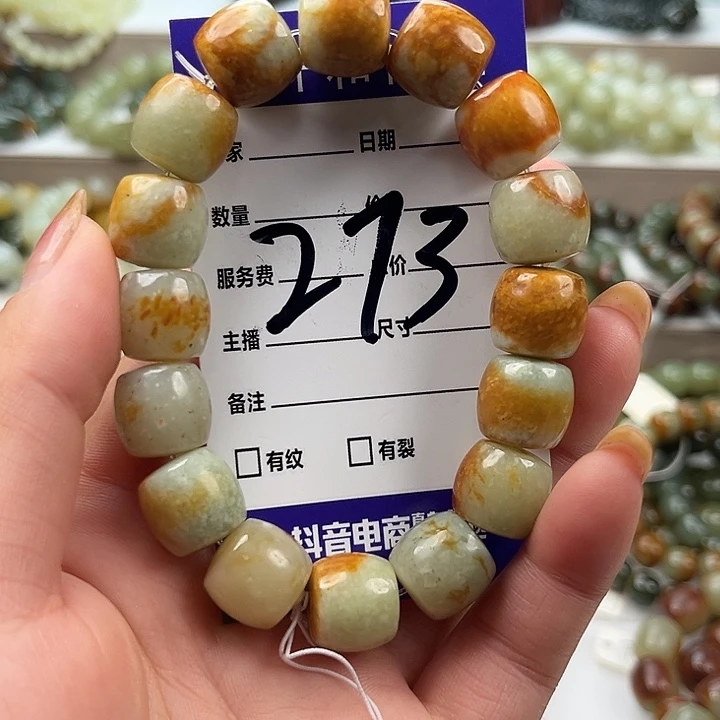 家 日期
数量
服务费 价
273
主播 尺寸
备注
□有纹 □有裂
抖音电商